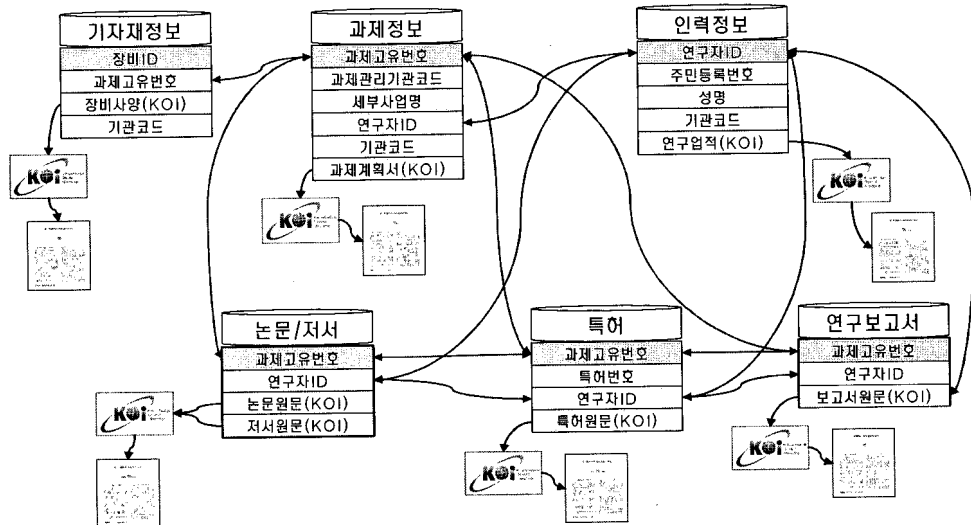 기자재정보
장비ID
과제고유번호
장비사양(KOI)
기관코드
과제정보
과제고유번호
과제관리기관코드
세부사업명
연구자ID
기관코드
과제계획서(KOI)
인력정보
연구자ID
주민등록번호
성명
기관코드
연구업적(KOI)
KOi
KOi
KOi
논문/저서
과제고유번호
연구자ID
논문원문(KOI)
저서원문(KOI)
특허
과제고유번호
특허번호
연구자ID
특허원문(KOI)
연구보고서
과제고유번호
연구자ID
보고서원문(KOI)
KOi
KOi
KOi